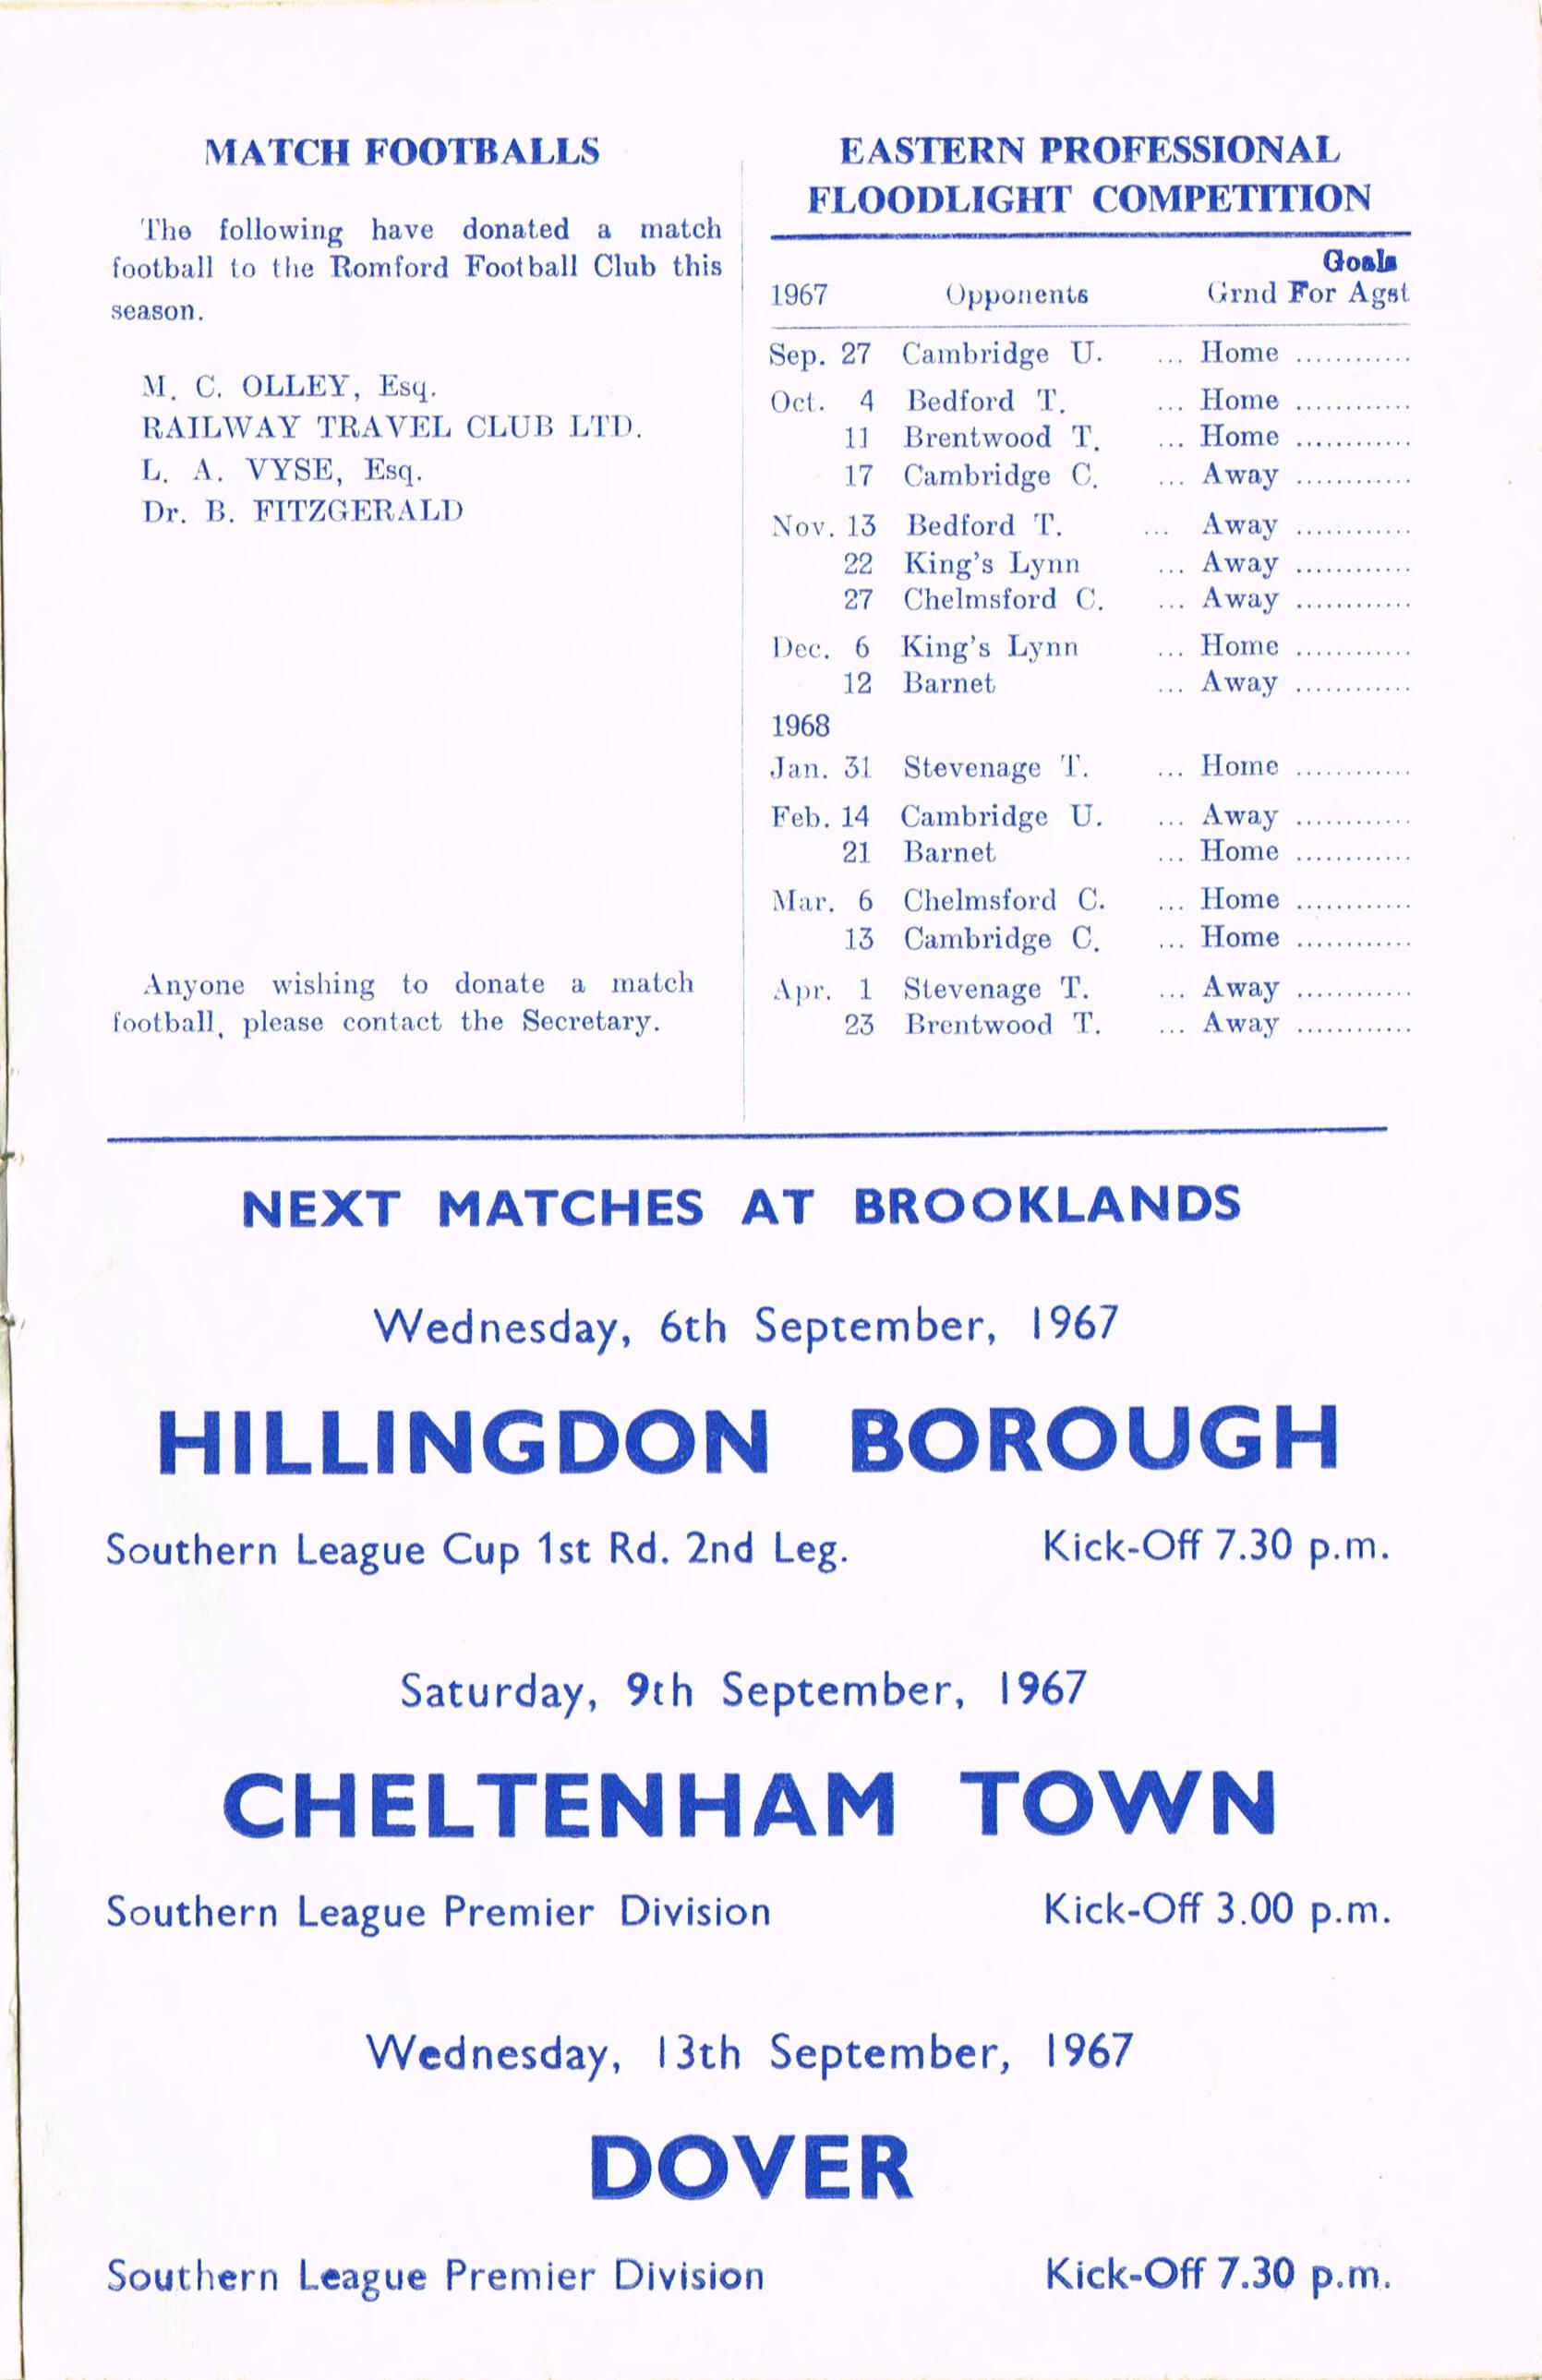 MATCH FOOTBALLS
The following have donated a match
football to the Romford Football Club this
season.
M. C. OLLEY, Esq.
RAILWAY TRAVEL CLUB LTD.
L. A. VYSE, Esq.
Dr. B. FITZGERALD
Anyone wishing to donate a match
football, please contact the Secretary.
EASTERN PROFESSIONAL
FLOODLIGHT COMPETITION
Goals
1967 Opponents Grnd For Agst
Sep. 27 Cambridge U. ... Home ............
Oct. 4 Bedford T. ... Home ............
11 Brentwood T. ... Home ............
17 Cambridge C. ... Away ............
Nov. 13 Bedford T. ... Away ............
22 King's Lynn ... Away ............
27 Chelmsford C. ... Away ............
Dec. 6 King's Lynn ... Home ............
12 Barnet ... Away ............
1968
Jan. 31 Stevenage T. ... Home ............
Feb. 14 Cambridge U. ... Away ............
21 Barnet ... Home ............
Mar. 6 Chelmsford C. ... Home ............
13 Cambridge C. ... Home ............
Apr. 1 Stevenage T. ... Away ............
23 Brentwood T. ... Away ............
NEXT MATCHES AT BROOKLANDS
Wednesday, 6th September, 1967
HILLINGDON BOROUGH
Southern League Cup 1st Rd. 2nd Leg. Kick-Off 7.30 p.m.
Saturday, 9th September, 1967
CHELTENHAM TOWN
Southern League Premier Division Kick-Off 3.00 p.m.
Wednesday, 13th September, 1967
DOVER
Southern League Premier Division Kick-Off 7.30 p.m.